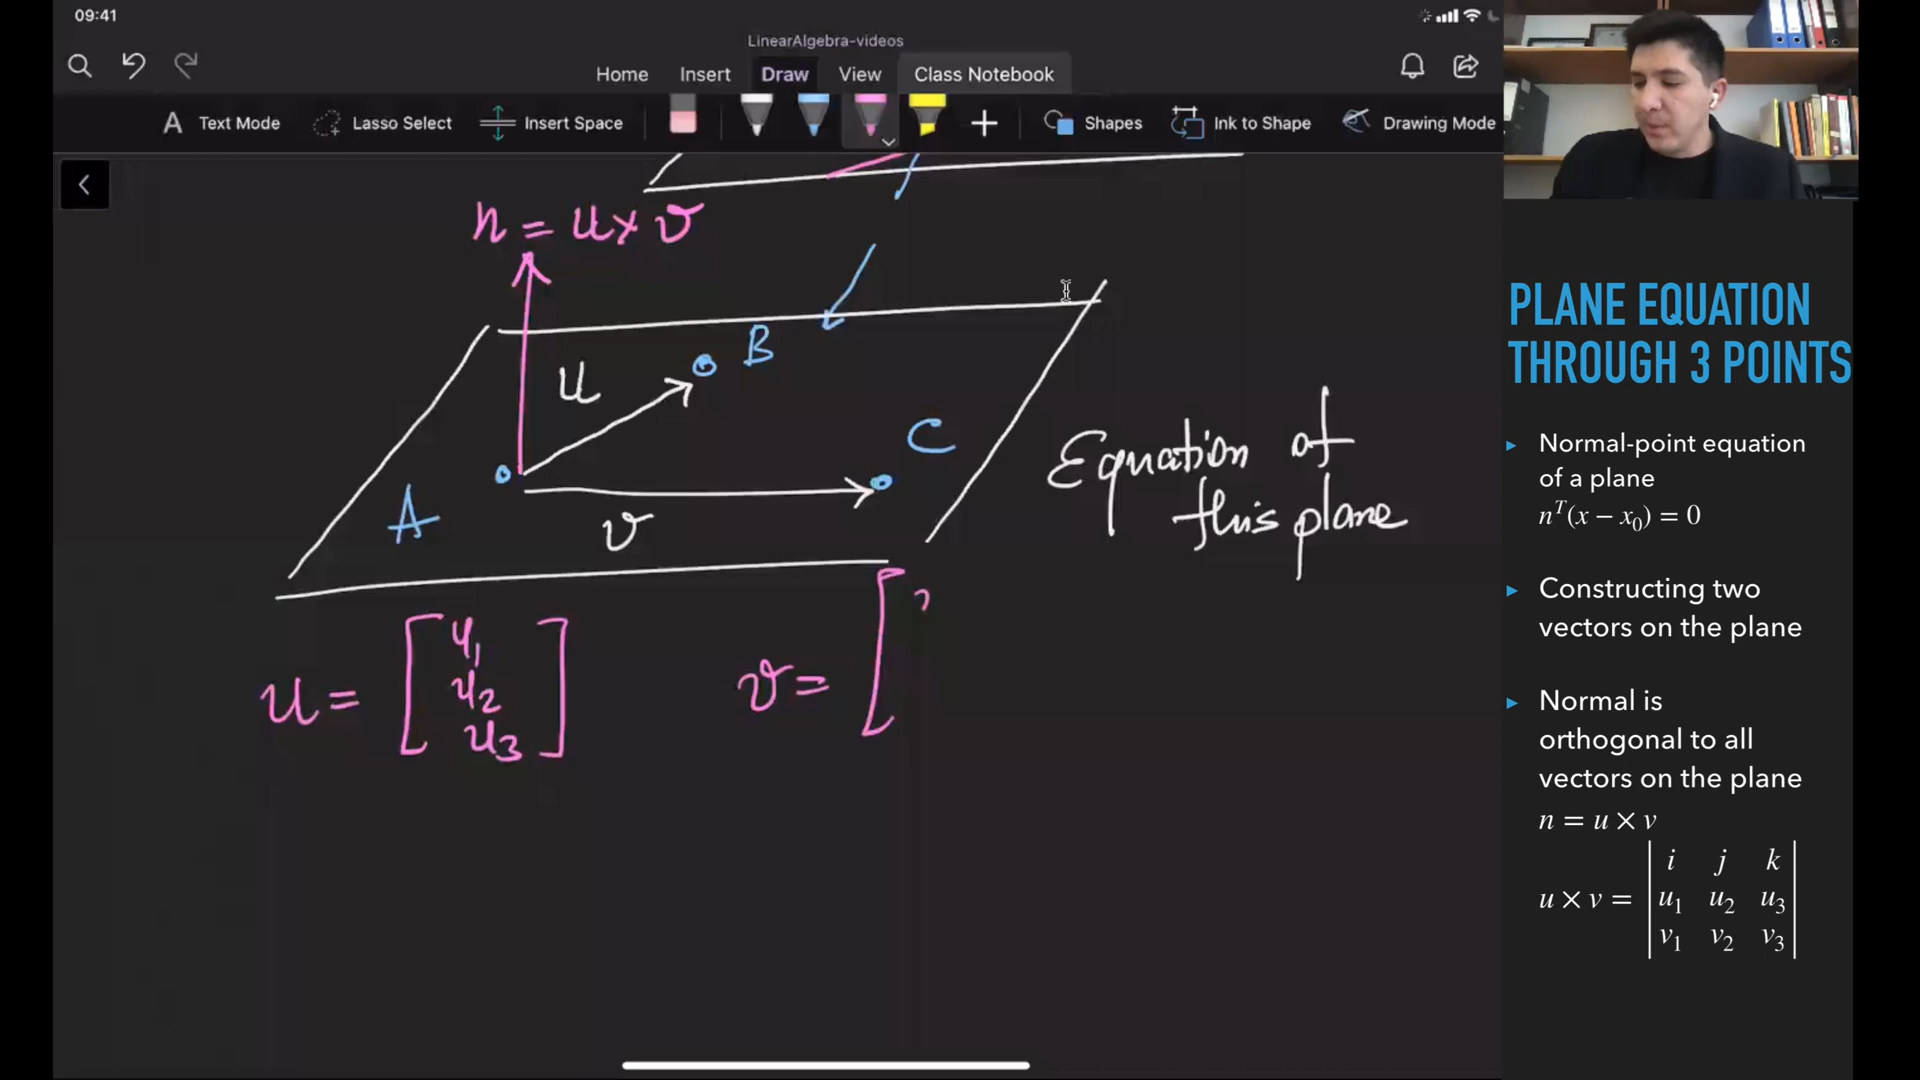 09:41
LinearAlgebra-videos
Home Insert Draw View Class Notebook
A Text Mode Lasso Select Insert Space Shapes Ink to Shape Drawing Mode
n = u × v
u
B
C
A
v
Equation of
this plane
u = [ u₁
u₂
u₃ ]
v = [
PLANE EQUATION
THROUGH 3 POINTS
▸ Normal-point equation
of a plane
nᵀ(x − x₀) = 0
▸ Constructing two
vectors on the plane
▸ Normal is
orthogonal to all
vectors on the plane
n = u × v
i j k
u × v = | u₁ u₂ u₃ |
v₁ v₂ v₃